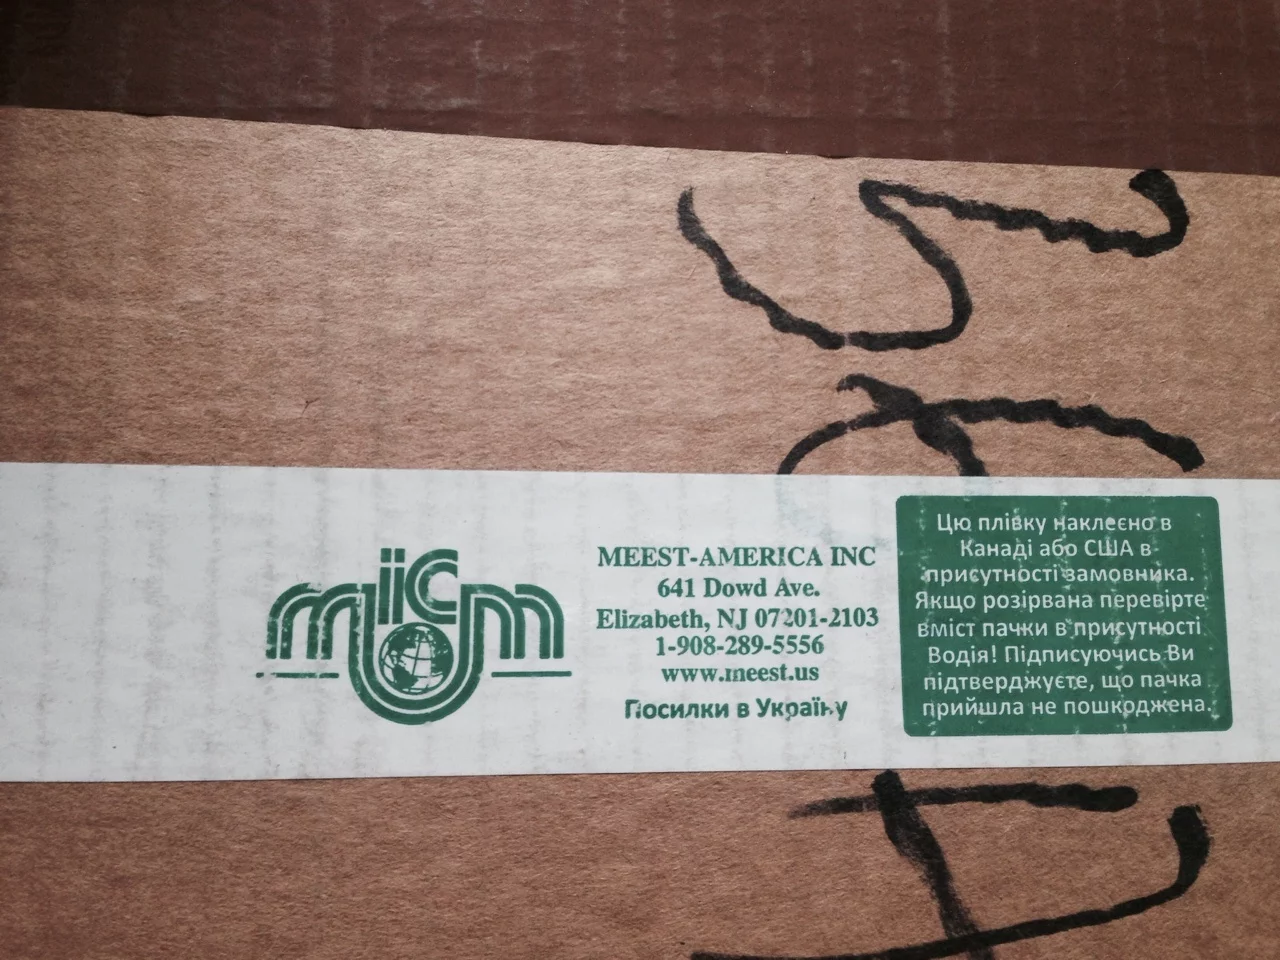 міст
MEEST-AMERICA INC
641 Dowd Ave.
Elizabeth, NJ 07201-2103
1-908-289-5556
www.meest.us
Посилки в Україну
Цю плівку наклеєно в
Канаді або США в
присутності замовника.
Якщо розірвана перевірте
вміст пачки в присутності
Водія! Підписуючись Ви
підтверджуєте, що пачка
прийшла не пошкоджена.